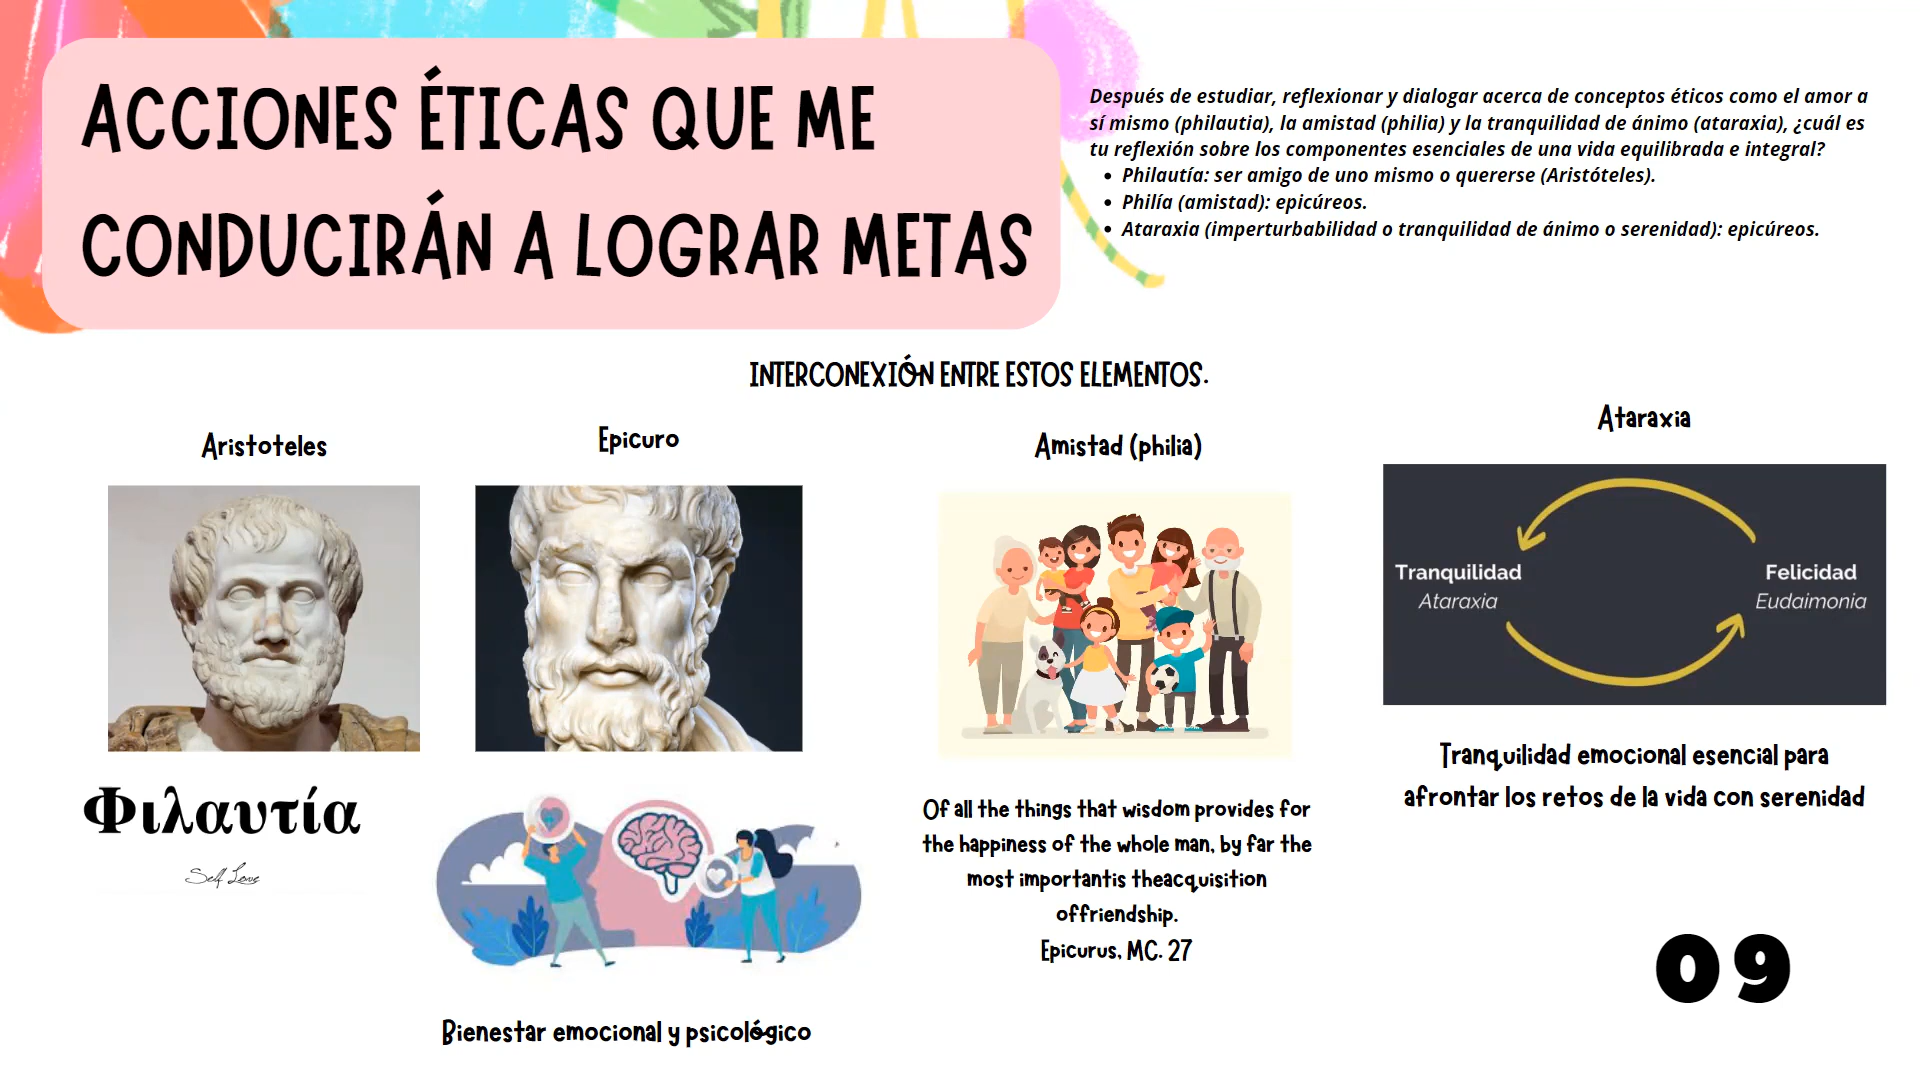 ACCIONES ÉTICAS QUE ME
CONDUCIRÁN A LOGRAR METAS
Después de estudiar, reflexionar y dialogar acerca de conceptos éticos como el amor a
sí mismo (philautia), la amistad (philia) y la tranquilidad de ánimo (ataraxia), ¿cuál es
tu reflexión sobre los componentes esenciales de una vida equilibrada e integral?
• Philautía: ser amigo de uno mismo o quererse (Aristóteles).
• Philía (amistad): epicúreos.
• Ataraxia (imperturbabilidad o tranquilidad de ánimo o serenidad): epicúreos.
INTERCONEXIÓN ENTRE ESTOS ELEMENTOS.
Aristoteles
Φιλαυτία
Self Love
Epicuro
Bienestar emocional y psicológico
Amistad (philia)
Of all the things that wisdom provides for
the happiness of the whole man, by far the
most importantis theacquisition
offriendship.
Epicurus, MC. 27
Ataraxia
Tranquilidad
Ataraxia
Felicidad
Eudaimonia
Tranquilidad emocional esencial para
afrontar los retos de la vida con serenidad
09